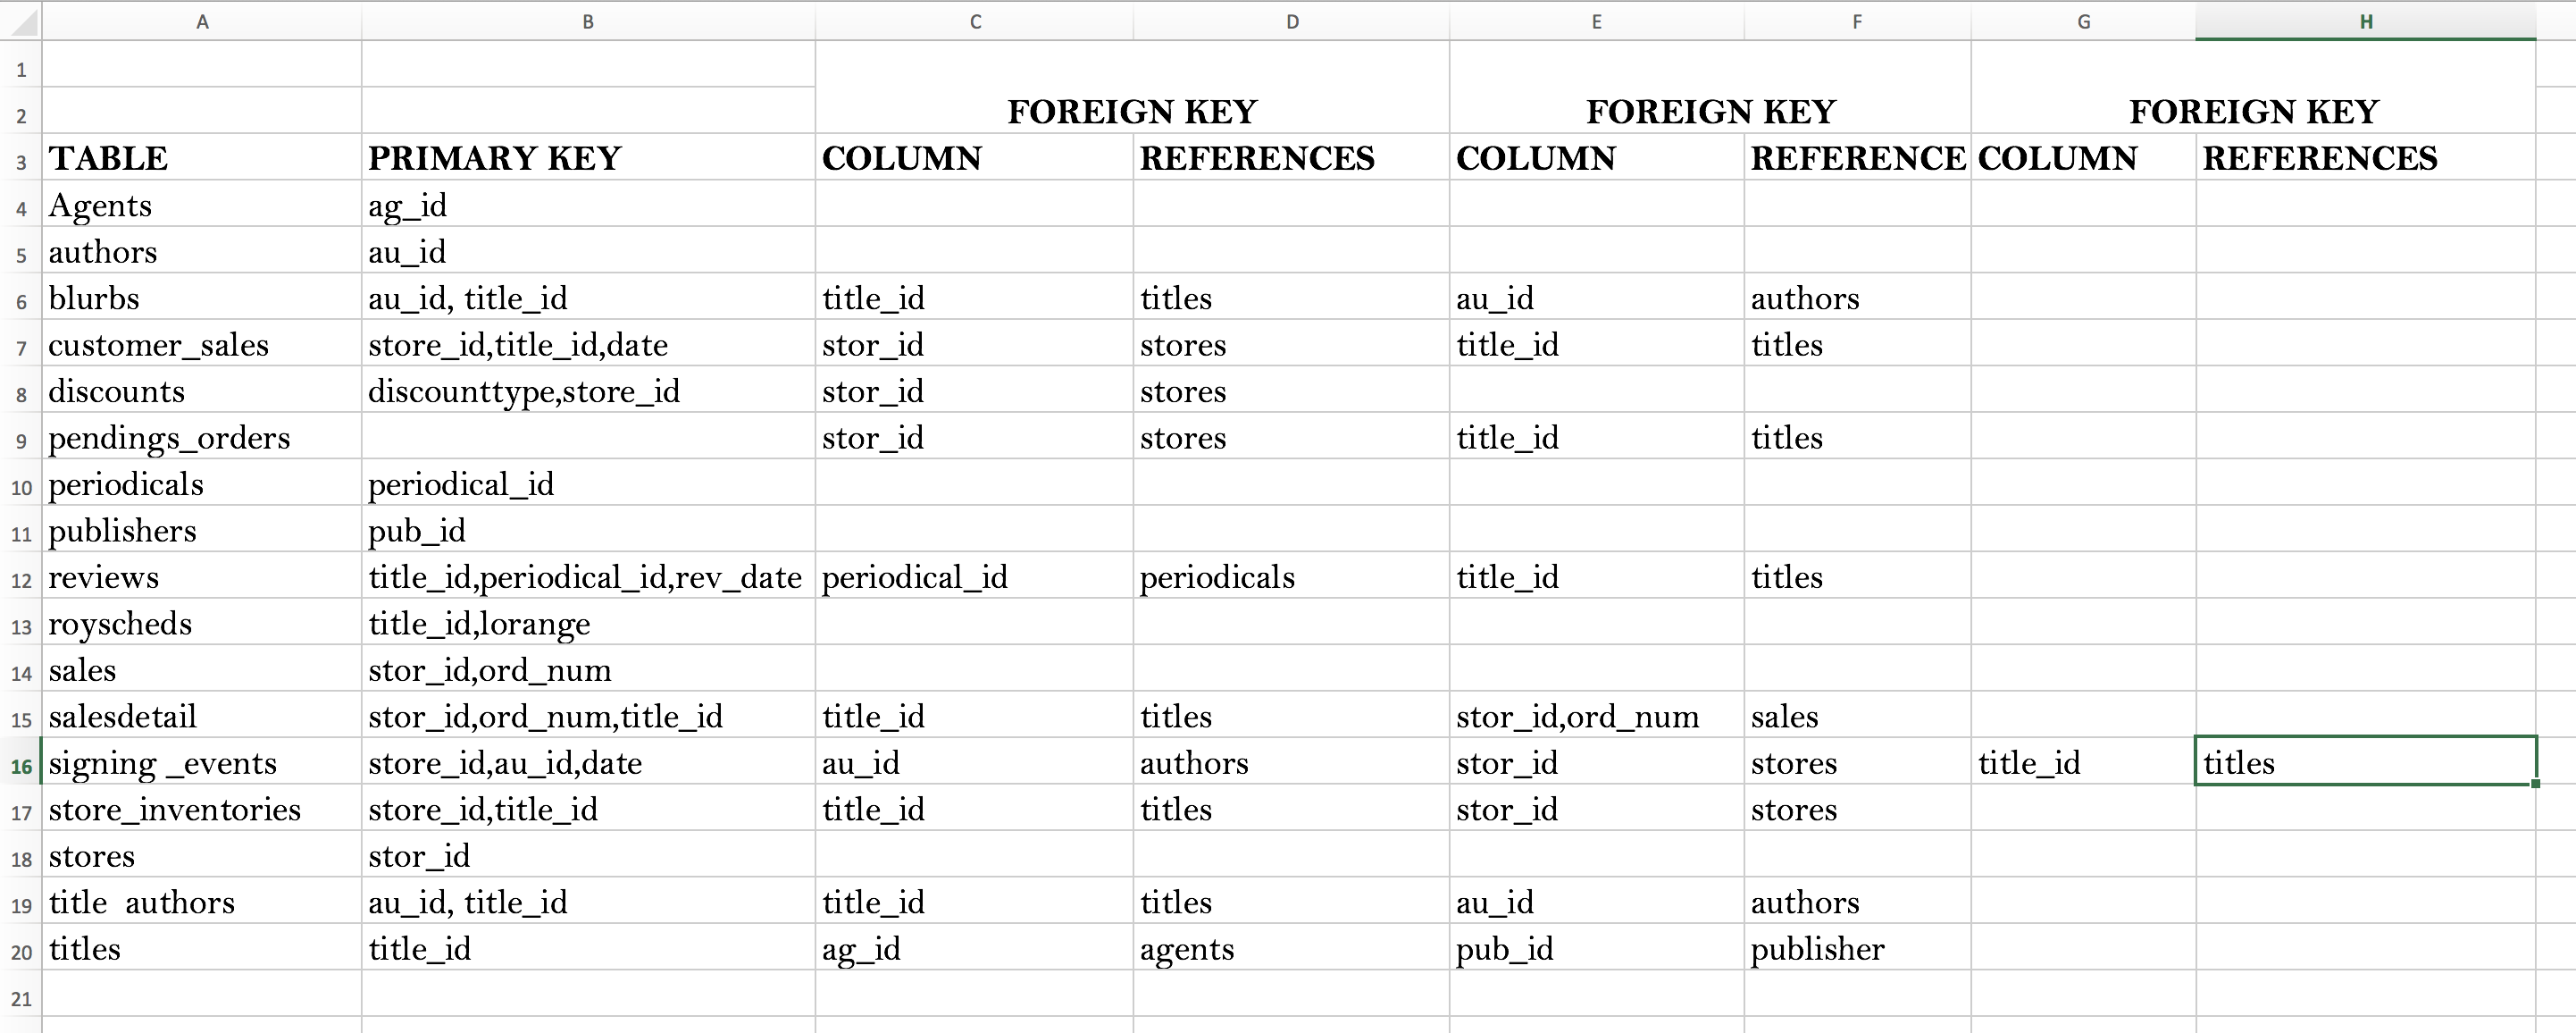 A B C D E F G H
1
2 FOREIGN KEY FOREIGN KEY FOREIGN KEY
3 TABLE PRIMARY KEY COLUMN REFERENCES COLUMN REFERENCE COLUMN REFERENCES
4 Agents ag_id
5 authors au_id
6 blurbs au_id, title_id title_id titles au_id authors
7 customer_sales store_id,title_id,date stor_id stores title_id titles
8 discounts discounttype,store_id stor_id stores
9 pendings_orders stor_id stores title_id titles
10 periodicals periodical_id
11 publishers pub_id
12 reviews title_id,periodical_id,rev_date periodical_id periodicals title_id titles
13 royscheds title_id,lorange
14 sales stor_id,ord_num
15 salesdetail stor_id,ord_num,title_id title_id titles stor_id,ord_num sales
16 signing _events store_id,au_id,date au_id authors stor_id stores title_id titles
17 store_inventories store_id,title_id title_id titles stor_id stores
18 stores stor_id
19 title  authors au_id, title_id title_id titles au_id authors
20 titles title_id ag_id agents pub_id publisher
21